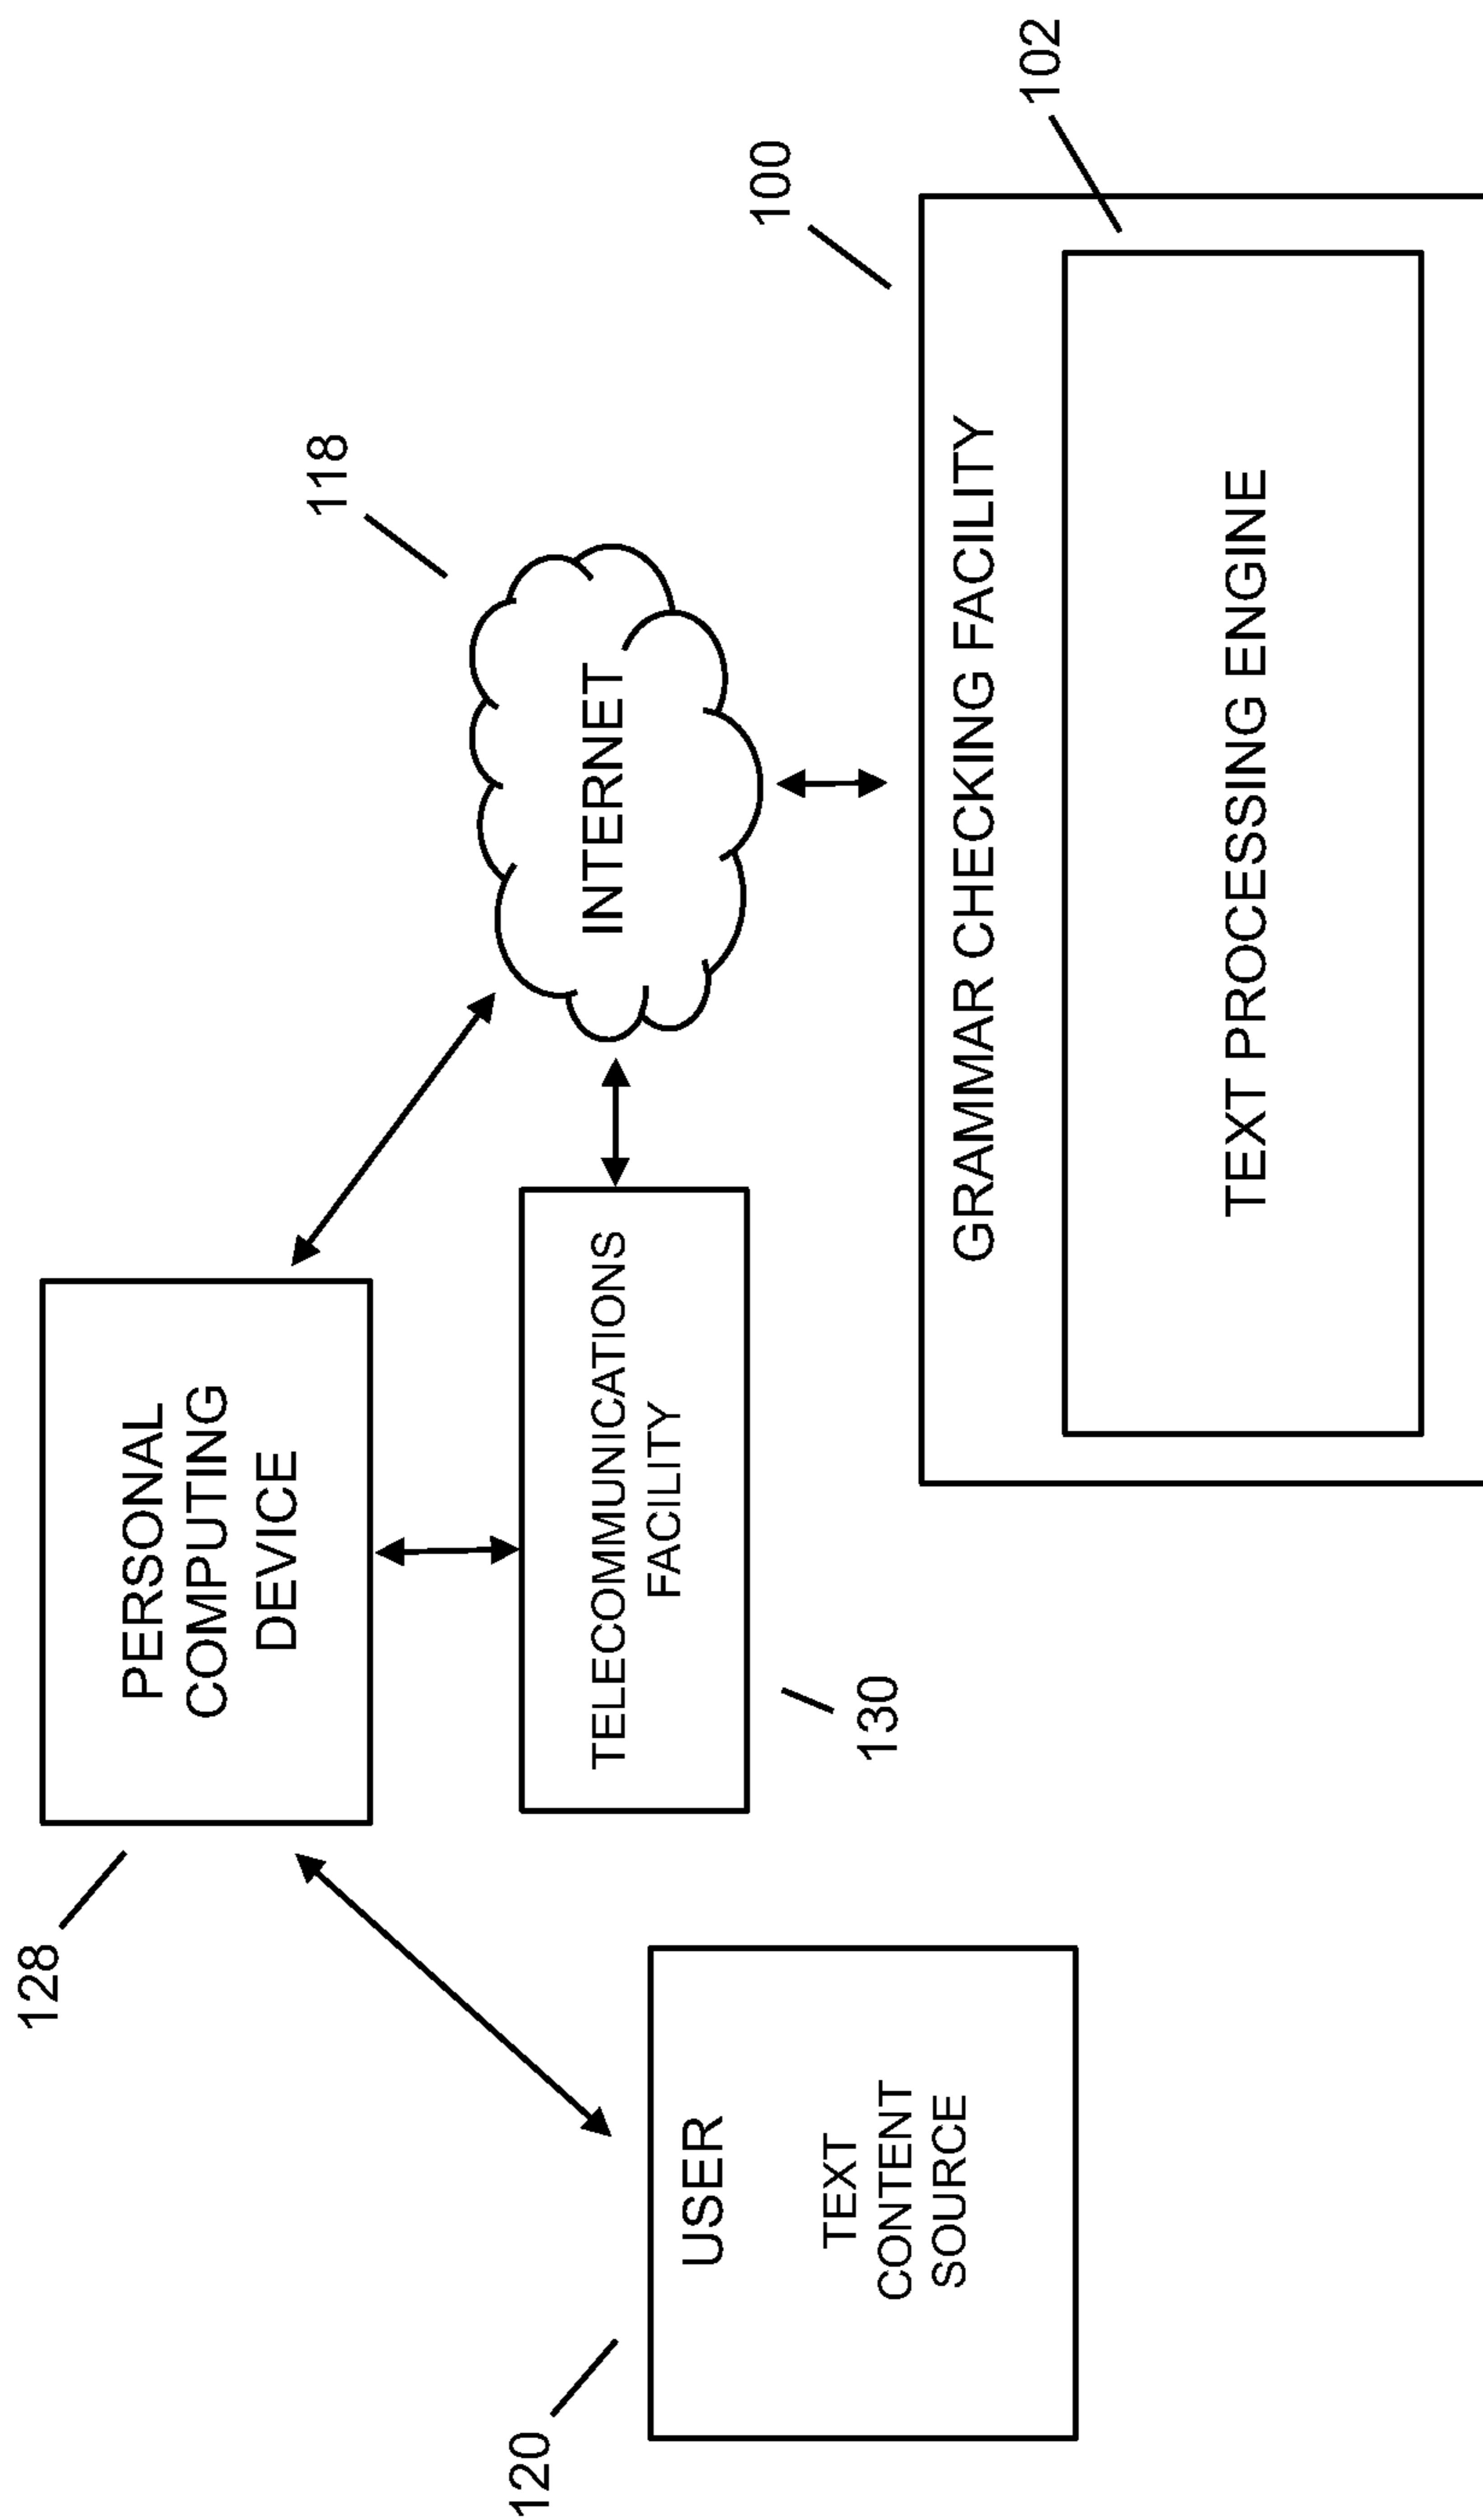 128
PERSONAL
COMPUTING
DEVICE
118
INTERNET
120
USER
TEXT
CONTENT
SOURCE
TELECOMMUNICATIONS
FACILITY
130
100
102
GRAMMAR CHECKING FACILITY
TEXT PROCESSING ENGINE